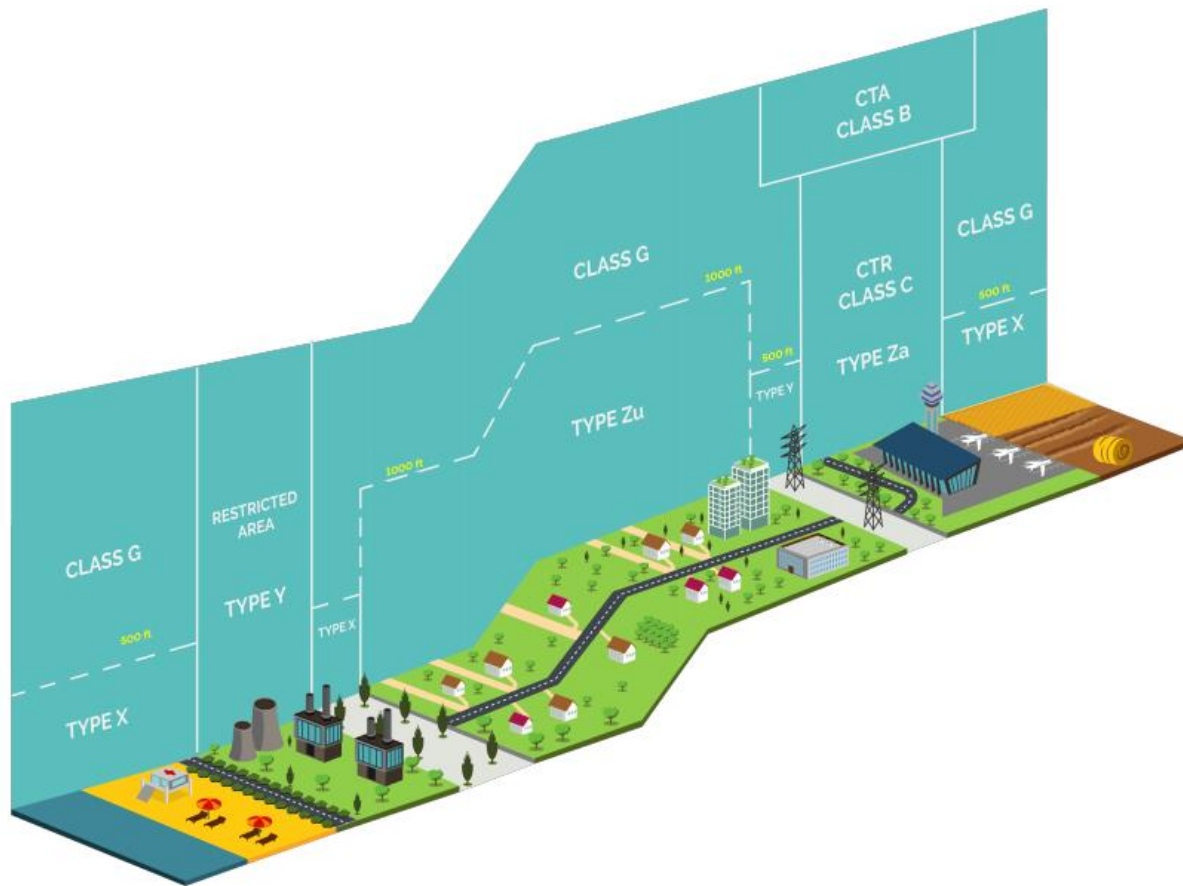 CTA
CLASS B
CLASS G
1000 ft
CLASS G
CTR
CLASS C
500 ft
TYPE X
500 ft
TYPE Y
TYPE Za
TYPE Zu
1000 ft
RESTRICTED
AREA
CLASS G
TYPE Y
TYPE X
500 ft
TYPE X